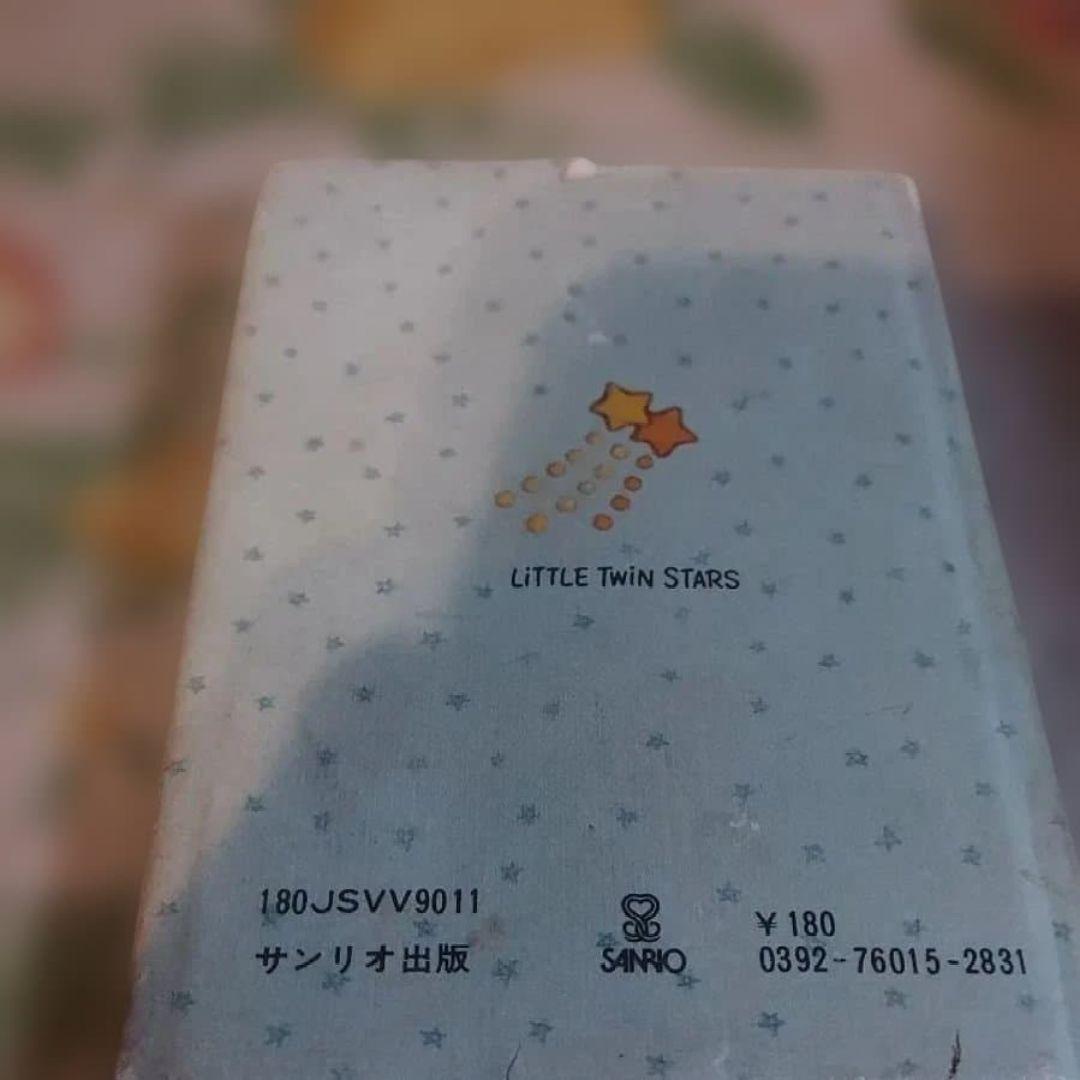 LiTTLE TWiN STARS
180JSVV9011
サンリオ出版
SANRIO
¥180
0392-76015-2831